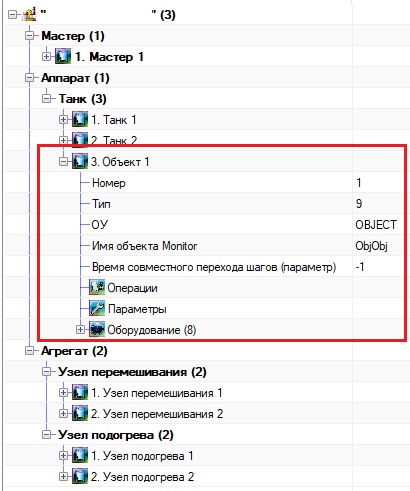 " " (3)
Мастер (1)
1. Мастер 1
Аппарат (1)
Танк (3)
1. Танк 1
2. Танк 2
3. Объект 1
Номер 1
Тип 9
ОУ OBJECT
Имя объекта Monitor ObjObj
Время совместного перехода шагов (параметр) -1
Операции
Параметры
Оборудование (8)
Агрегат (2)
Узел перемешивания (2)
1. Узел перемешивания 1
2. Узел перемешивания 2
Узел подогрева (2)
1. Узел подогрева 1
2. Узел подогрева 2